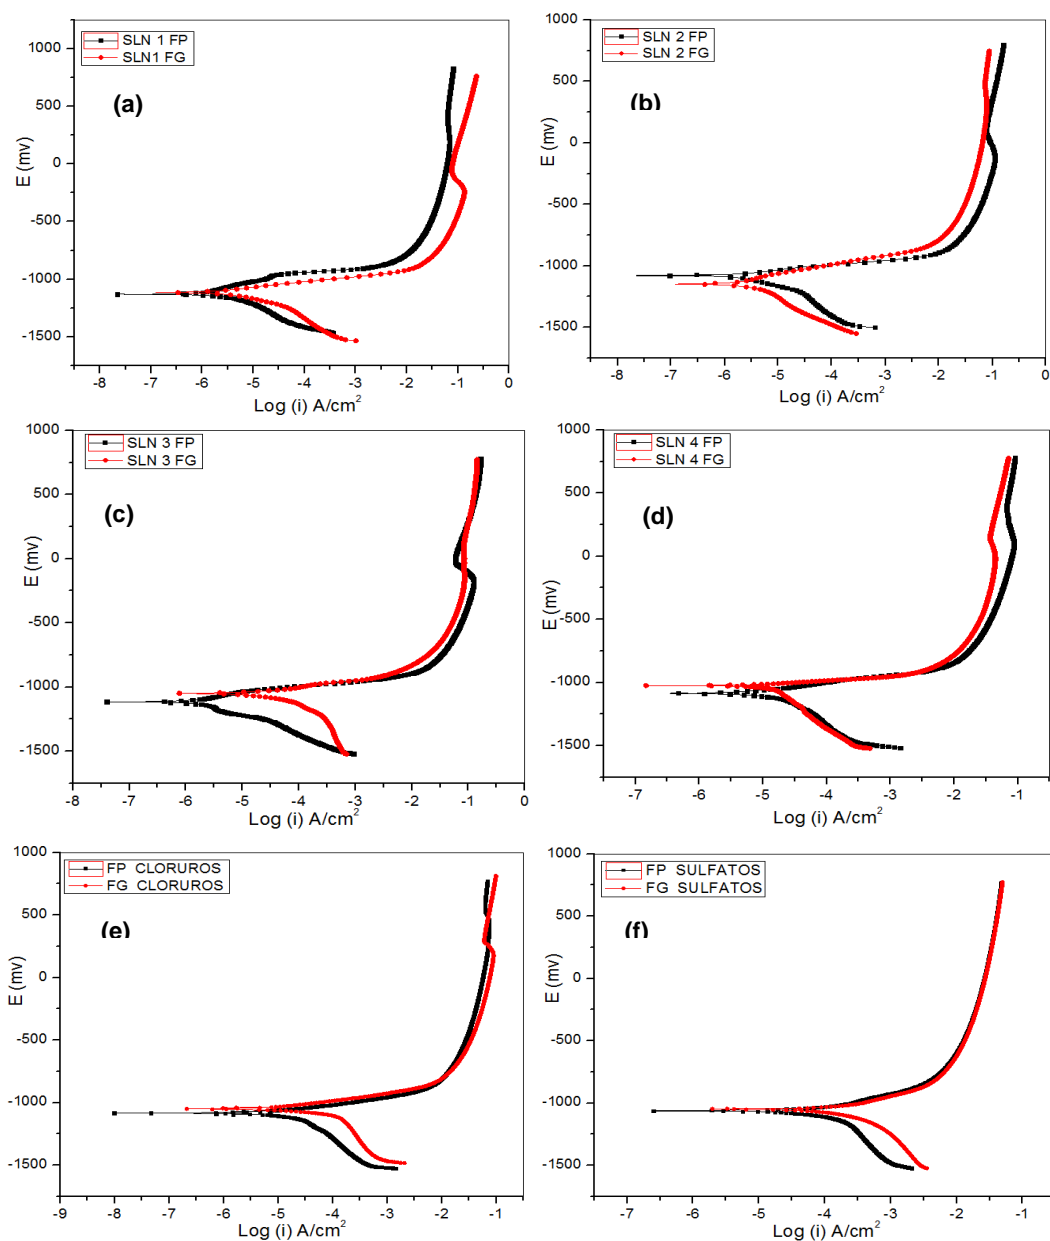 SLN 1 FP
SLN1 FG
(a)
1000
500
0
-500
-1000
-1500
E (mv)
-8 -7 -6 -5 -4 -3 -2 -1 0
Log (i) A/cm²
SLN 2 FP
SLN 2 FG
(b)
1000
500
0
-500
-1000
-1500
E (mv)
-8 -7 -6 -5 -4 -3 -2 -1 0
Log (i) A/cm²
SLN 3 FP
SLN 3 FG
(c)
1000
500
0
-500
-1000
-1500
E (mv)
-8 -7 -6 -5 -4 -3 -2 -1 0
Log (i) A/cm²
SLN 4 FP
SLN 4 FG
(d)
1000
500
0
-500
-1000
-1500
E (mv)
-7 -6 -5 -4 -3 -2 -1
Log (i) A/cm²
FP CLORUROS
FG CLORUROS
(e)
1000
500
0
-500
-1000
-1500
E (mv)
-9 -8 -7 -6 -5 -4 -3 -2 -1 0
Log (i) A/cm²
FP SULFATOS
FG SULFATOS
(f)
1000
500
0
-500
-1000
-1500
E (mv)
-7 -6 -5 -4 -3 -2 -1
Log (i) A/cm²